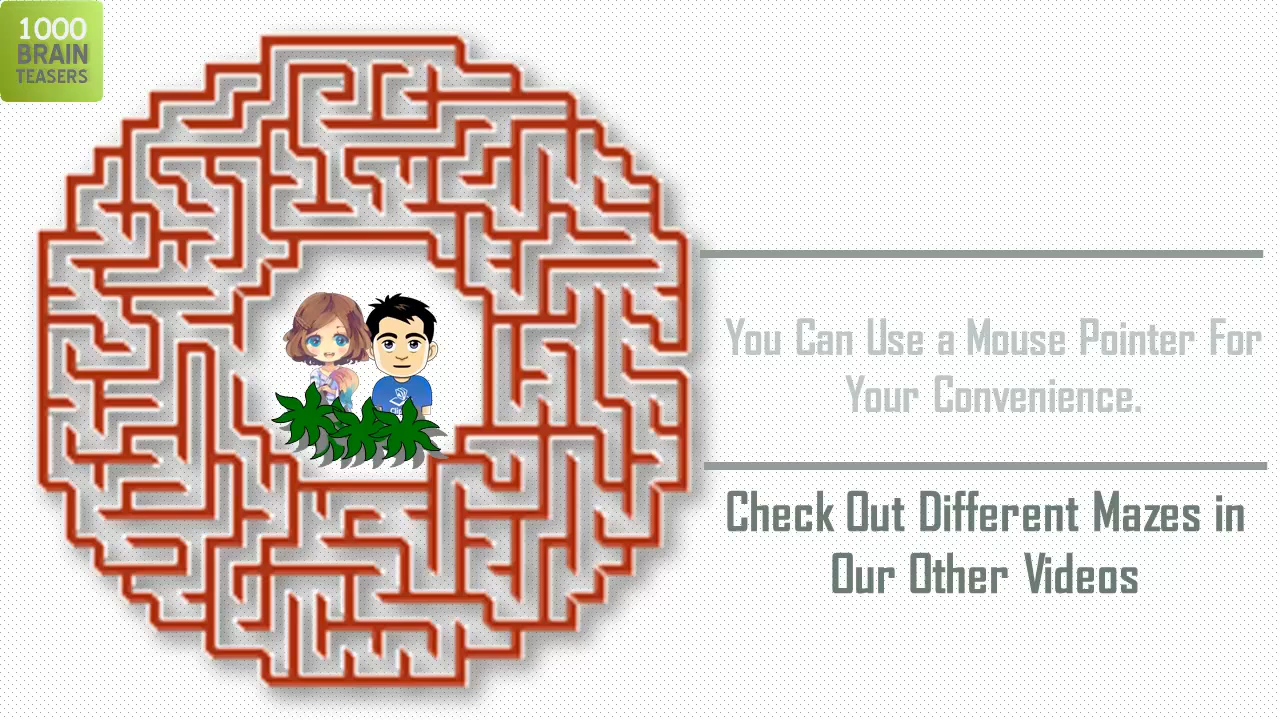 1000
BRAIN
TEASERS
You Can Use a Mouse Pointer For
Your Convenience.
Check Out Different Mazes in
Our Other Videos